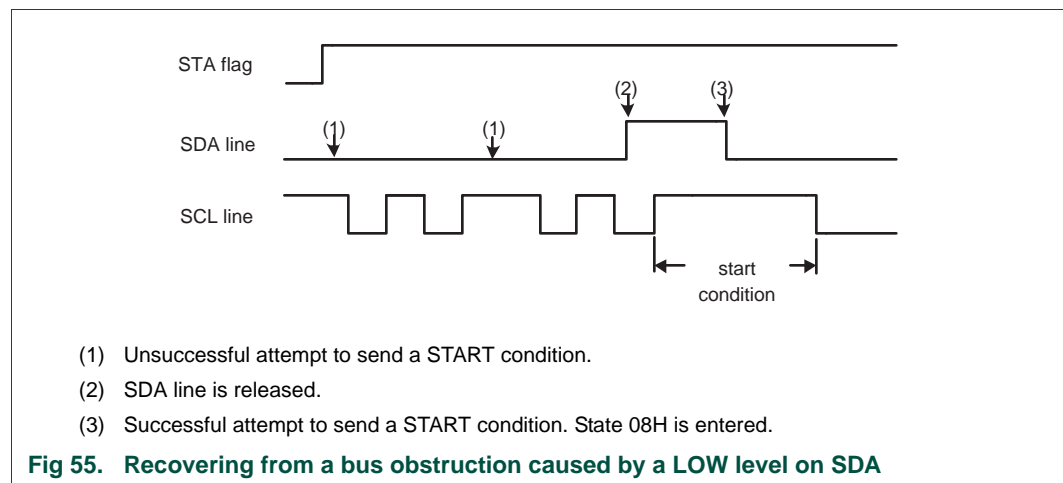 STA flag
(2) (3)
(1) (1)
SDA line
SCL line
start
condition
(1) Unsuccessful attempt to send a START condition.
(2) SDA line is released.
(3) Successful attempt to send a START condition. State 08H is entered.
Fig 55. Recovering from a bus obstruction caused by a LOW level on SDA